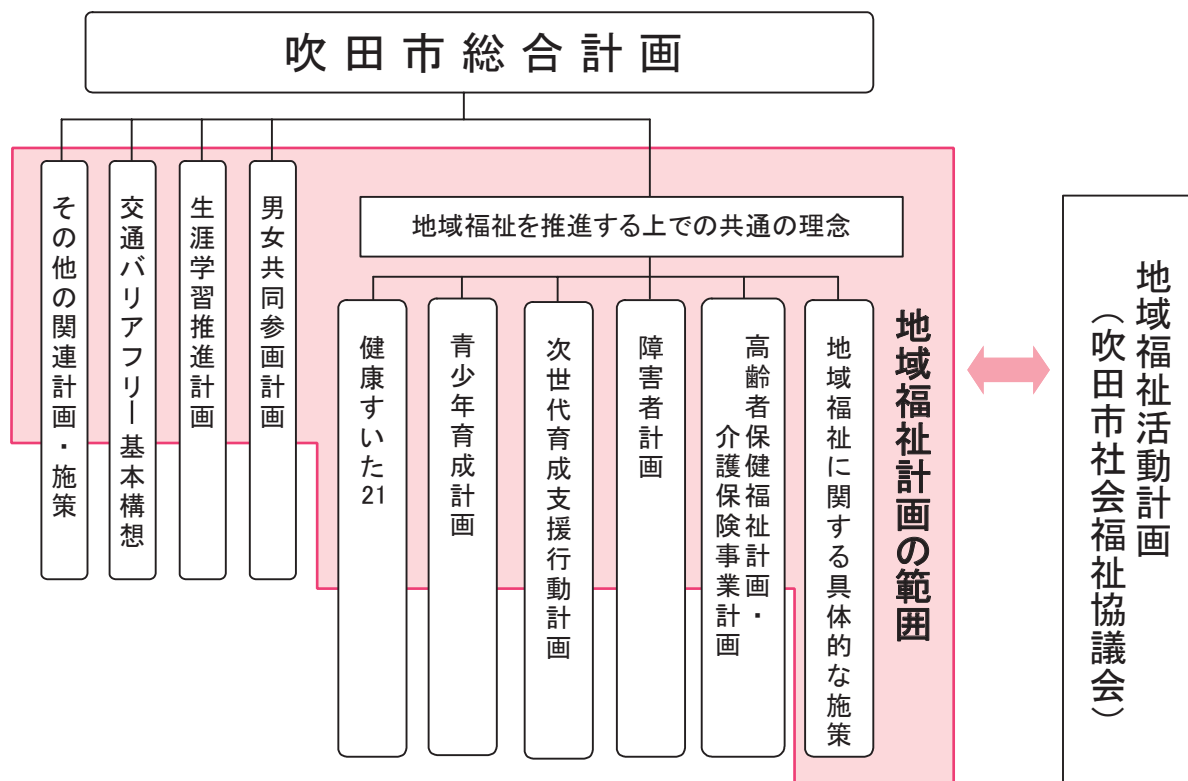 吹田市総合計画
その他の関連計画・施策
交通バリアフリー基本構想
生涯学習推進計画
男女共同参画計画
地域福祉を推進する上での共通の理念
健康すいた21
青少年育成計画
次世代育成支援行動計画
障害者計画
高齢者保健福祉計画・
介護保険事業計画
地域福祉に関する具体的な施策
地域福祉計画の範囲
地域福祉活動計画
（吹田市社会福祉協議会）